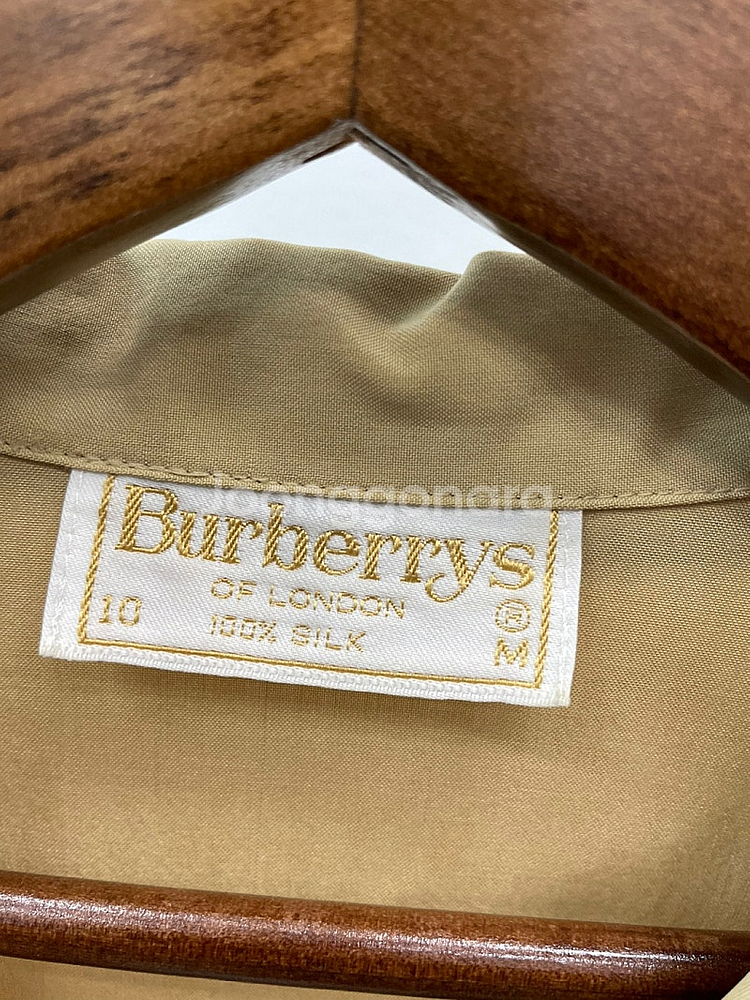 Burberrys
OF LONDON
10 100% SILK ®
M